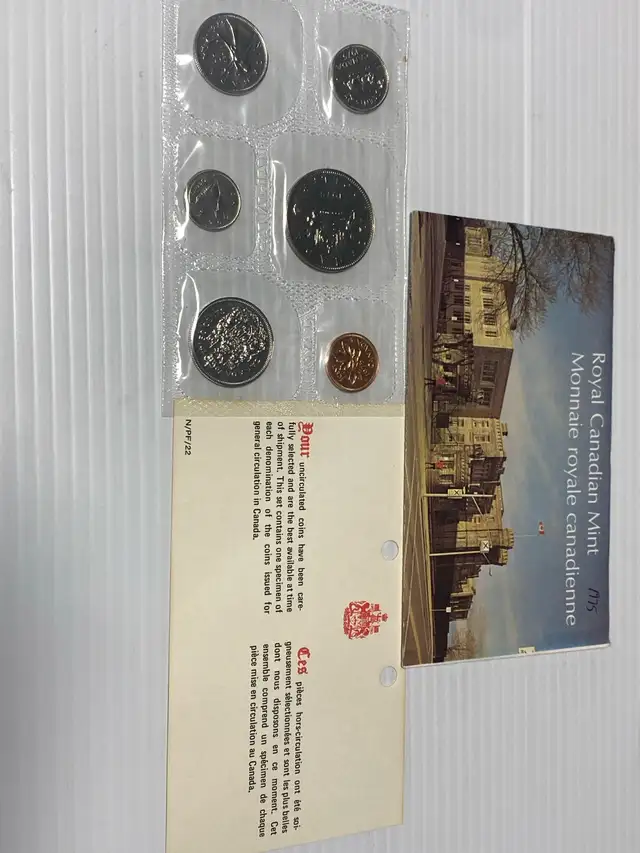 Royal Canadian Mint
Monnaie royale canadienne
1975
Your uncirculated coins have been care-
fully selected and are the best available at time
of shipment. This set contains one specimen of
each denomination of the coins issued for
general circulation in Canada.
Ces pièces hors-circulation ont été soi-
gneusement sélectionnées et sont les plus belles
dont nous disposons en ce moment. Cet
ensemble comprend un spécimen de chaque
pièce mise en circulation au Canada.
N/PF/22